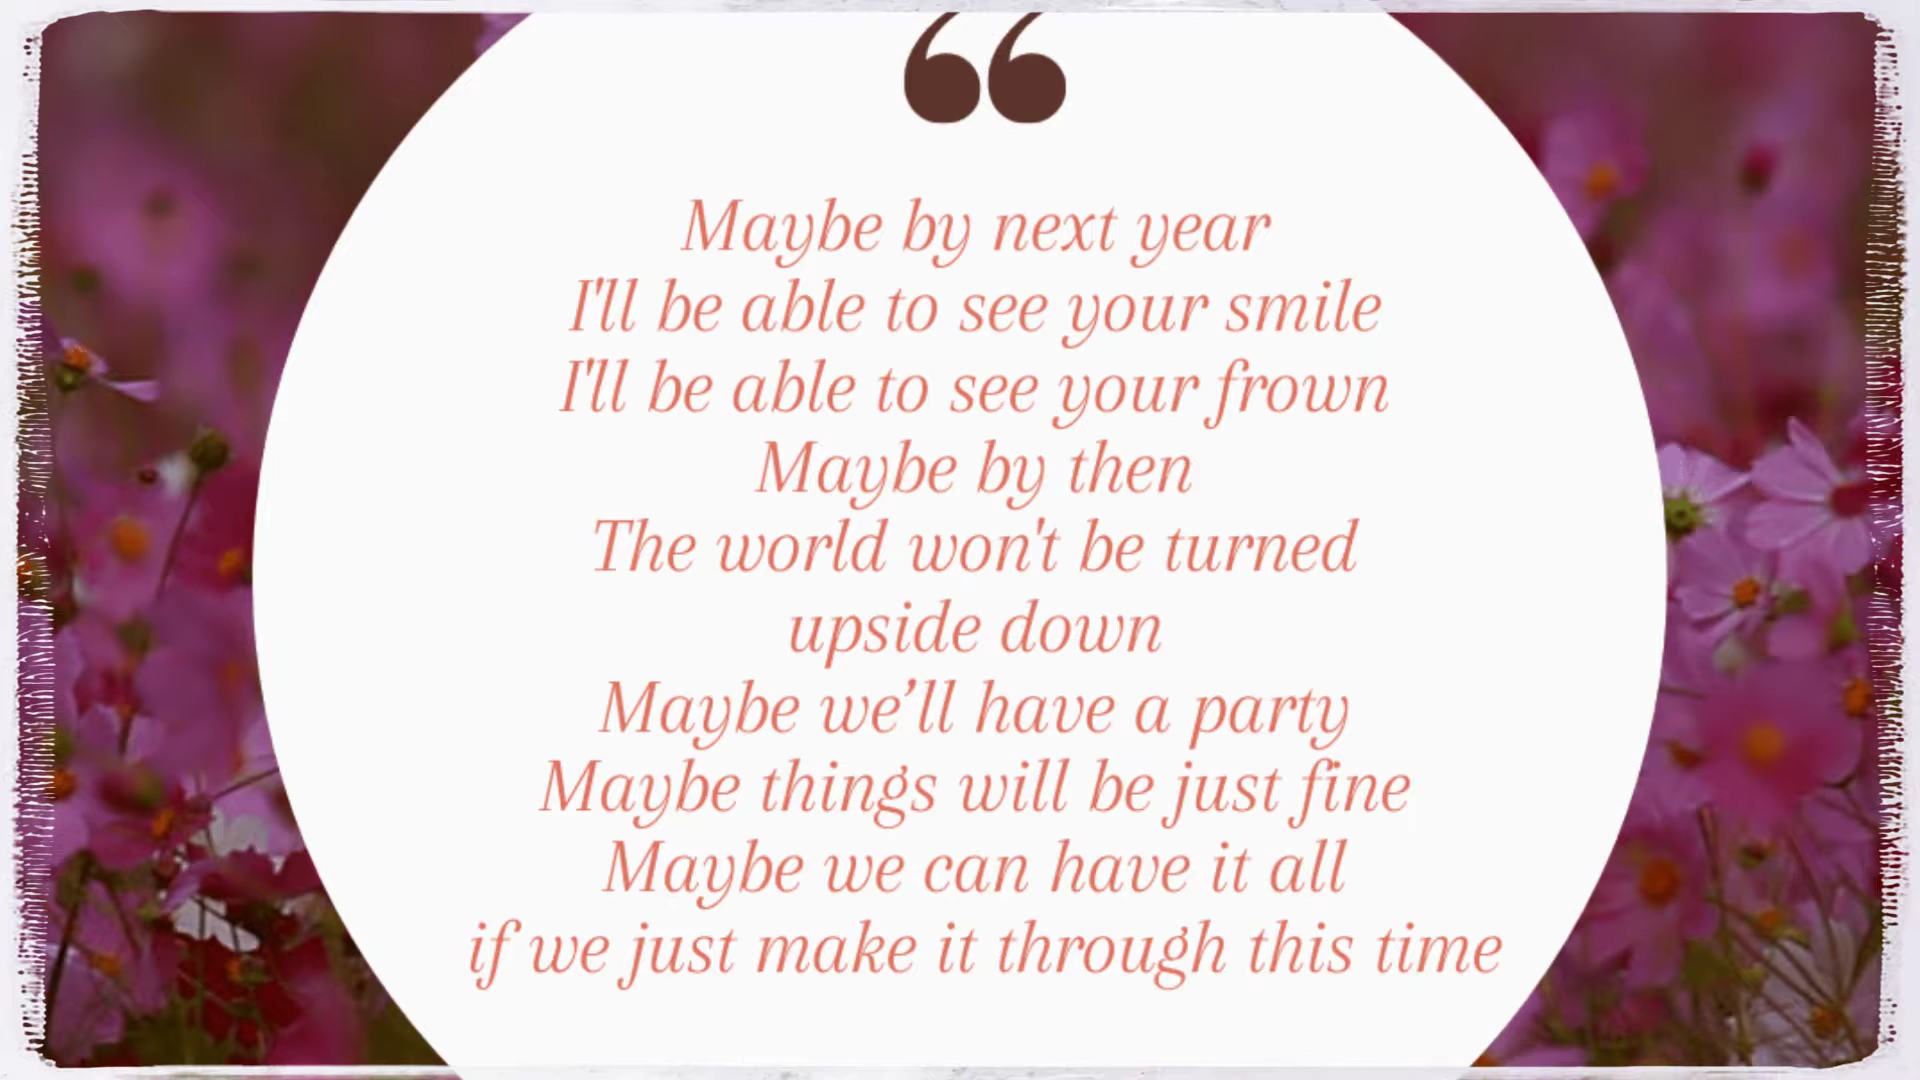 “
Maybe by next year
I'll be able to see your smile
I'll be able to see your frown
Maybe by then
The world won't be turned
upside down
Maybe we’ll have a party
Maybe things will be just fine
Maybe we can have it all
if we just make it through this time